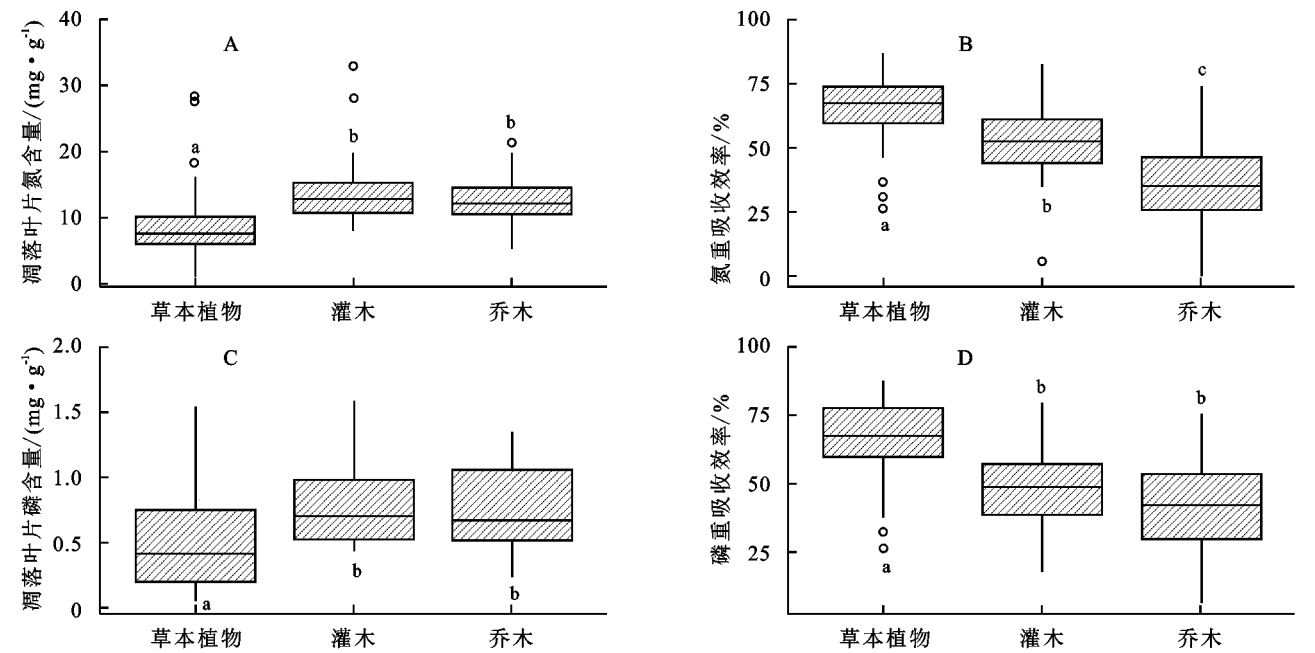 凋落叶片氮含量/(mg·g⁻¹)
40
30
20
10
0
A
a
b
b
草本植物 灌木 乔木
氮重吸收效率/%
100
75
50
25
0
B
a
b
c
草本植物 灌木 乔木
凋落叶片磷含量/(mg·g⁻¹)
2.0
1.5
1.0
0.5
0
C
a
b
b
草本植物 灌木 乔木
磷重吸收效率/%
100
75
50
25
D
a
b
b
草本植物 灌木 乔木